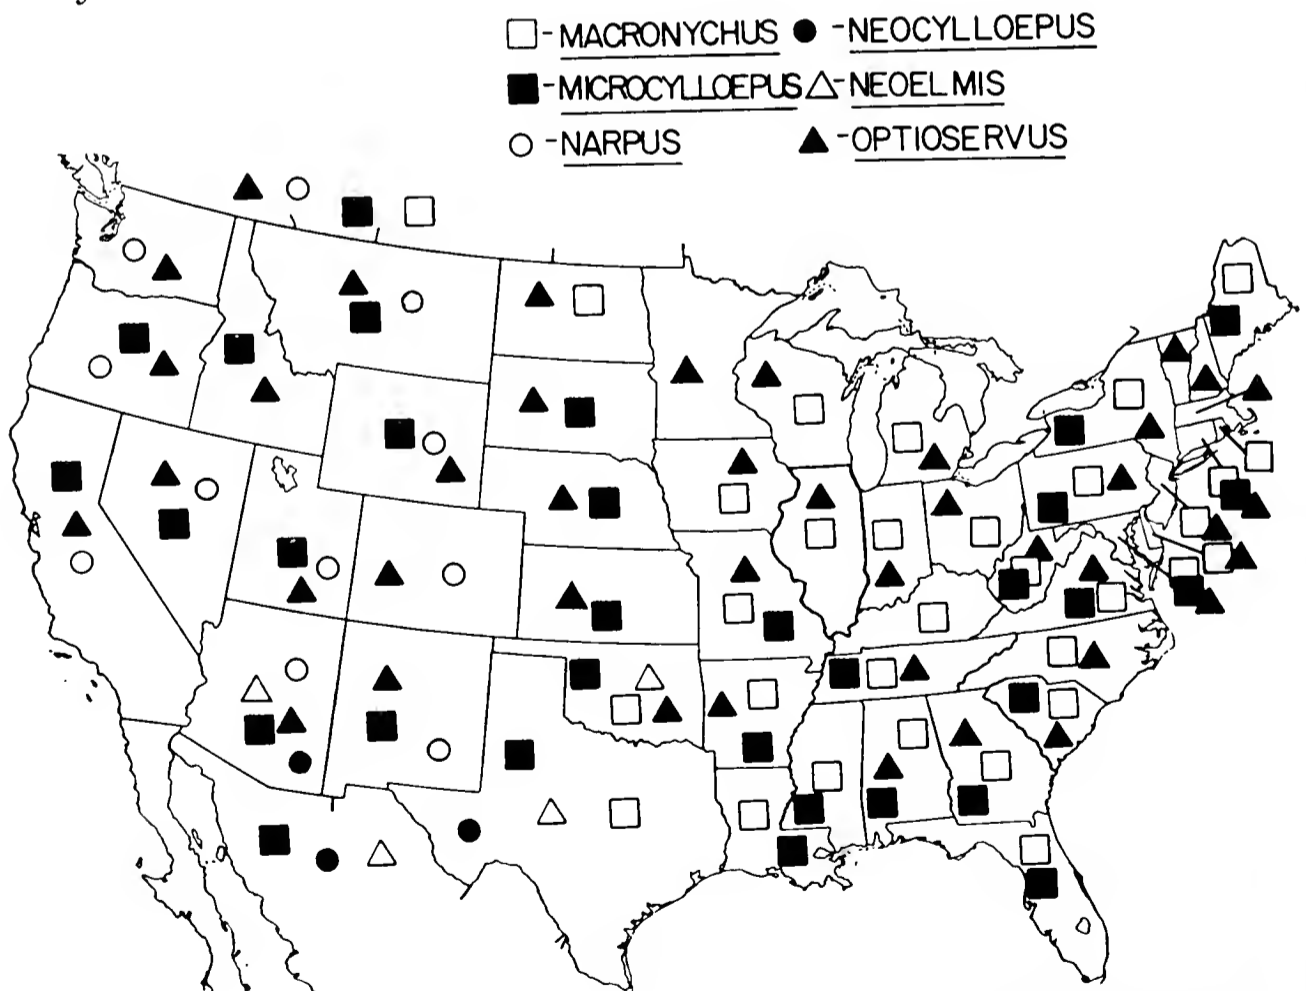 MACRONYCHUS - NEOCYLLOEPUS
- MICROCYLLOEPUS - NEOELMIS
- NARPUS - OPTIOSERVUS